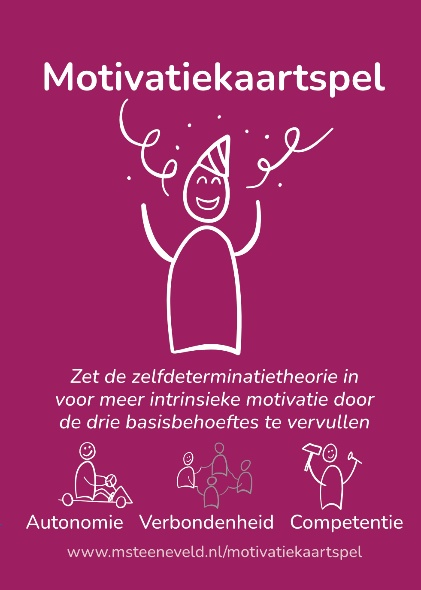 Motivatiekaartspel
Zet de zelfdeterminatietheorie in
voor meer intrinsieke motivatie door
de drie basisbehoeftes te vervullen
Autonomie Verbondenheid Competentie
www.msteeneveld.nl/motivatiekaartspel